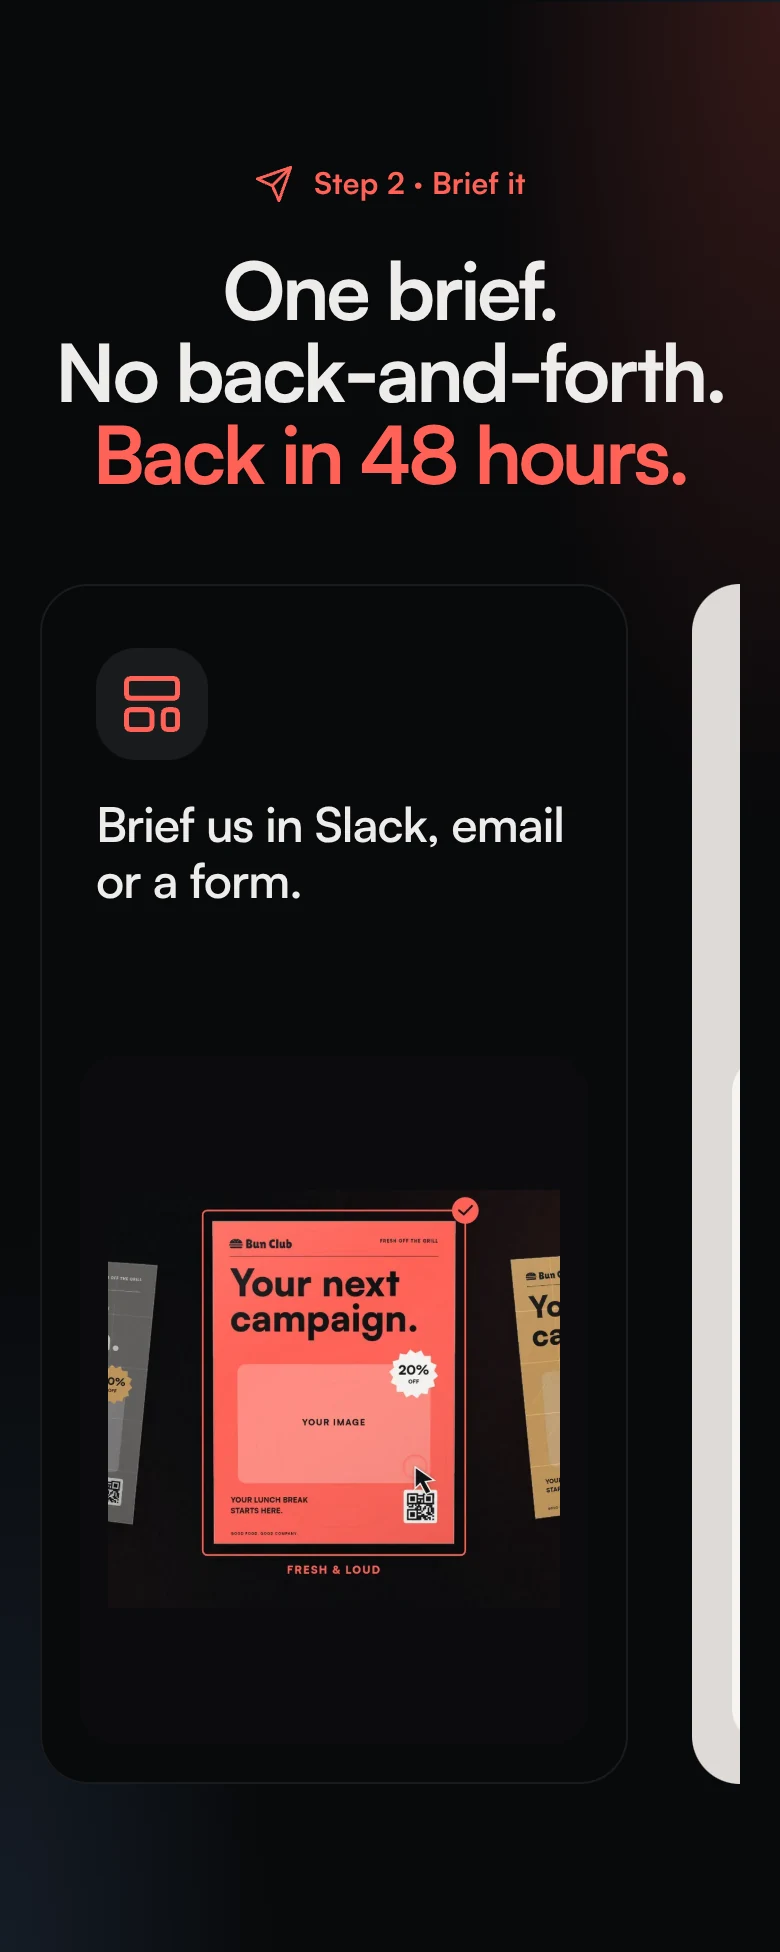 Step 2 · Brief it
One brief.
No back-and-forth.
Back in 48 hours.
Brief us in Slack, email
or a form.
Bun Club
FRESH OFF THE GRILL
Your next
campaign.
20%
OFF
YOUR IMAGE
YOUR LUNCH BREAK
STARTS HERE.
GOOD FOOD. GOOD COMPANY.
FRESH & LOUD